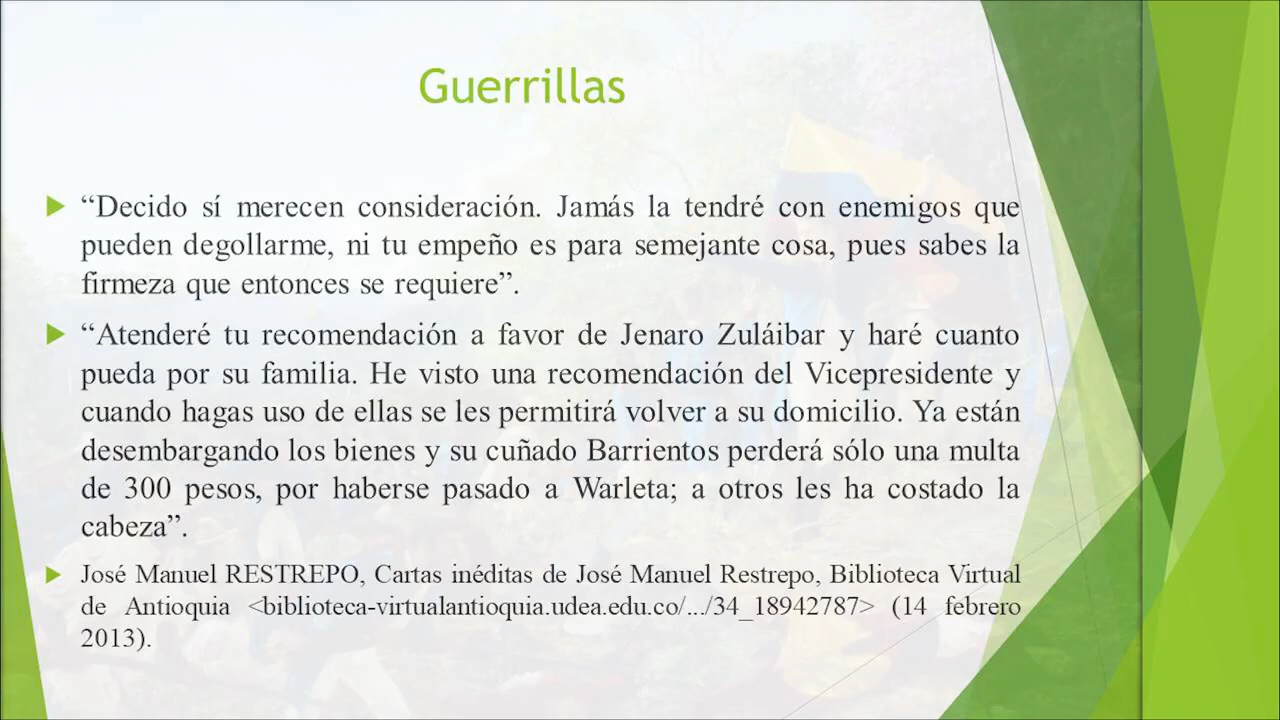 Guerrillas
“Decido sí merecen consideración. Jamás la tendré con enemigos que
pueden degollarme, ni tu empeño es para semejante cosa, pues sabes la
firmeza que entonces se requiere”.
“Atenderé tu recomendación a favor de Jenaro Zuláibar y haré cuanto
pueda por su familia. He visto una recomendación del Vicepresidente y
cuando hagas uso de ellas se les permitirá volver a su domicilio. Ya están
desembargando los bienes y su cuñado Barrientos perderá sólo una multa
de 300 pesos, por haberse pasado a Warleta; a otros les ha costado la
cabeza”.
José Manuel RESTREPO, Cartas inéditas de José Manuel Restrepo, Biblioteca Virtual
de Antioquia <biblioteca-virtualantioquia.udea.edu.co/.../34_18942787> (14 febrero
2013).